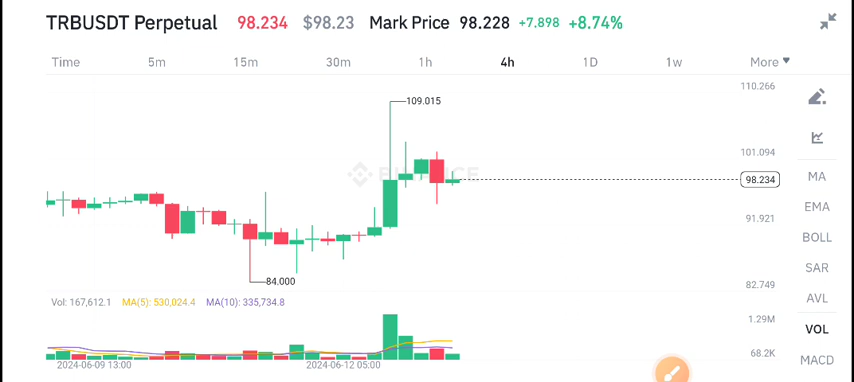 TRBUSDT Perpetual 98.234 $98.23 Mark Price 98.228 +7.898 +8.74%
Time 5m 15m 30m 1h 4h 1D 1w More
110.266
109.015
101.094
98.234
91.921
84.000
82.749
MA
EMA
BOLL
SAR
AVL
VOL
MACD
Vol: 167,612.1 MA(5): 530,024.4 MA(10): 335,734.8
1.29M
68.2K
2024-06-09 13:00 2024-06-12 05:00